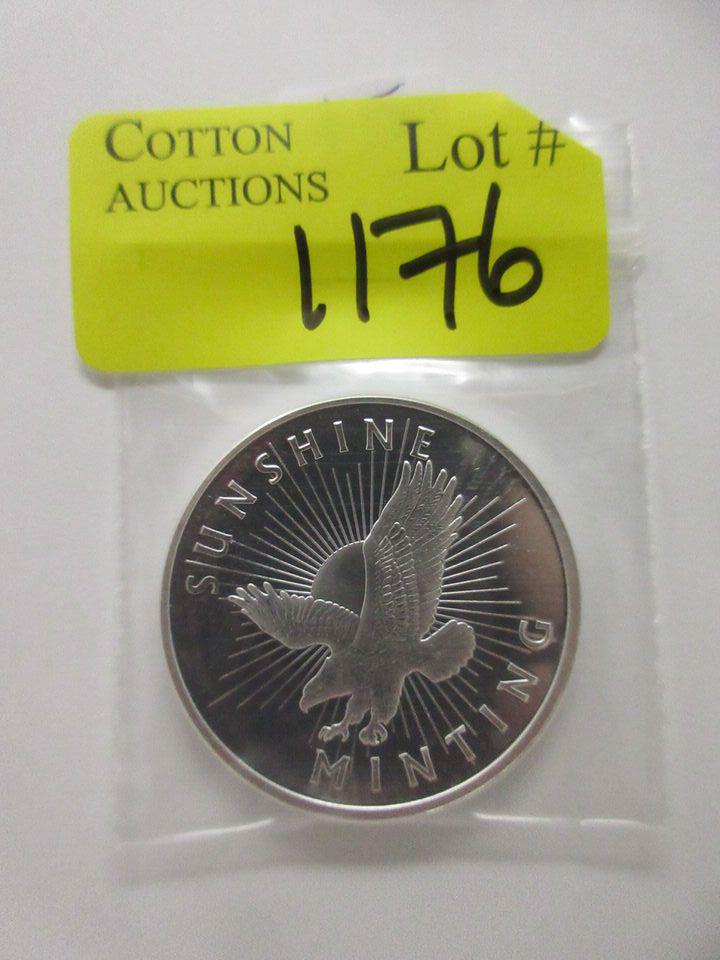 COTTON AUCTIONS
Lot # 1176
SUNSHINE
MINTING